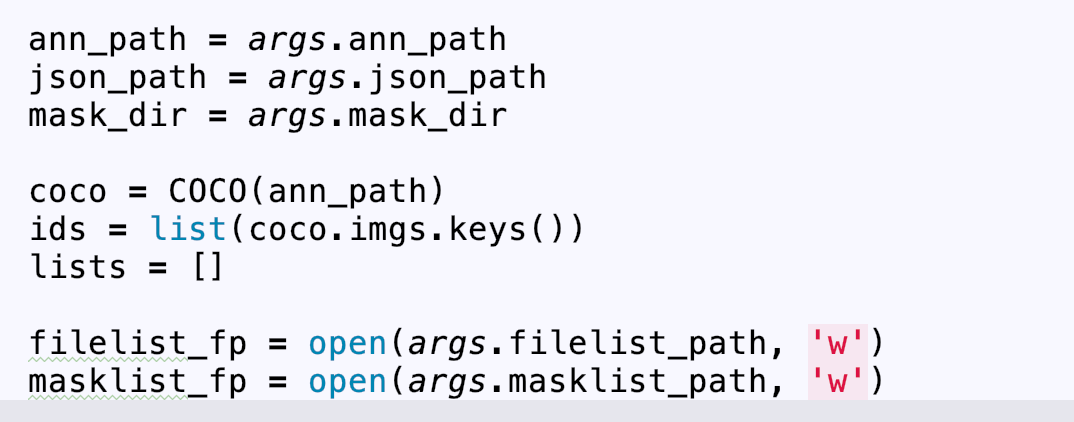 ann_path = args.ann_path
json_path = args.json_path
mask_dir = args.mask_dir
coco = COCO(ann_path)
ids = list(coco.imgs.keys())
lists = []
filelist_fp = open(args.filelist_path, 'w')
masklist_fp = open(args.masklist_path, 'w')